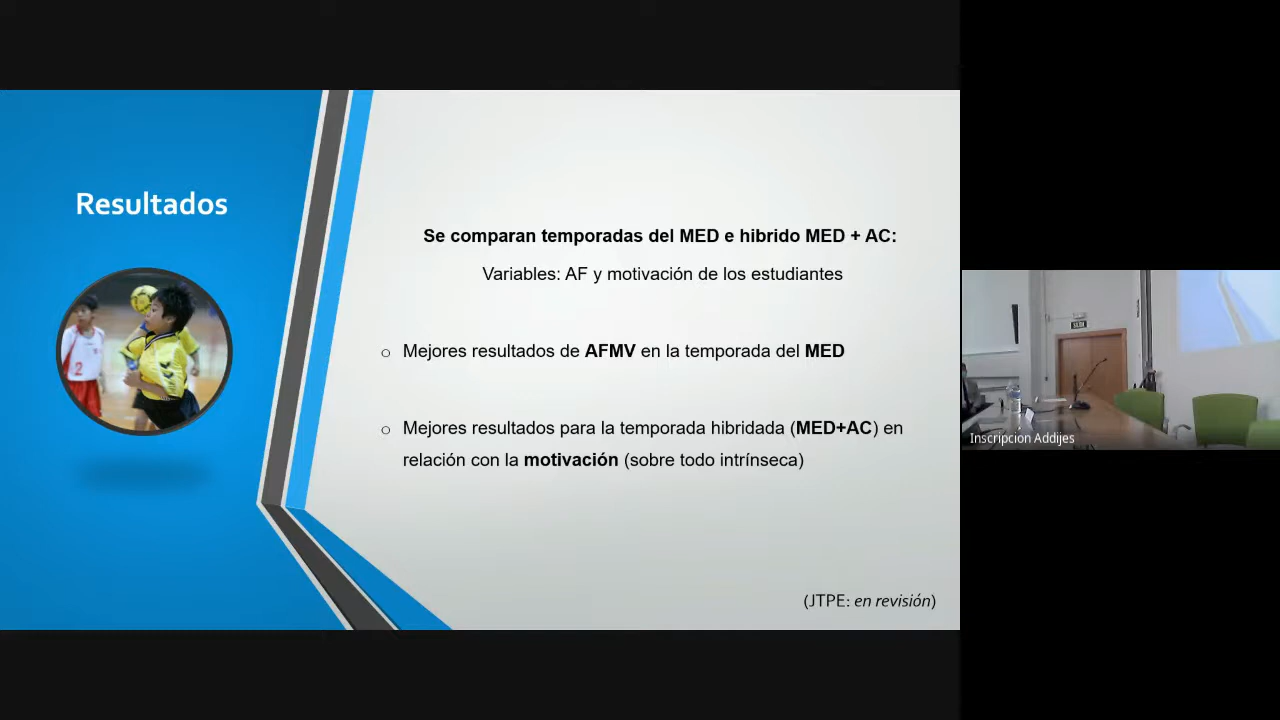 Resultados
Se comparan temporadas del MED e hibrido MED + AC:
Variables: AF y motivación de los estudiantes
Mejores resultados de AFMV en la temporada del MED
Mejores resultados para la temporada hibridada (MED+AC) en
relación con la motivación (sobre todo intrínseca)
(JTPE: en revisión)
2
SALIDA
Inscripcion Addijes